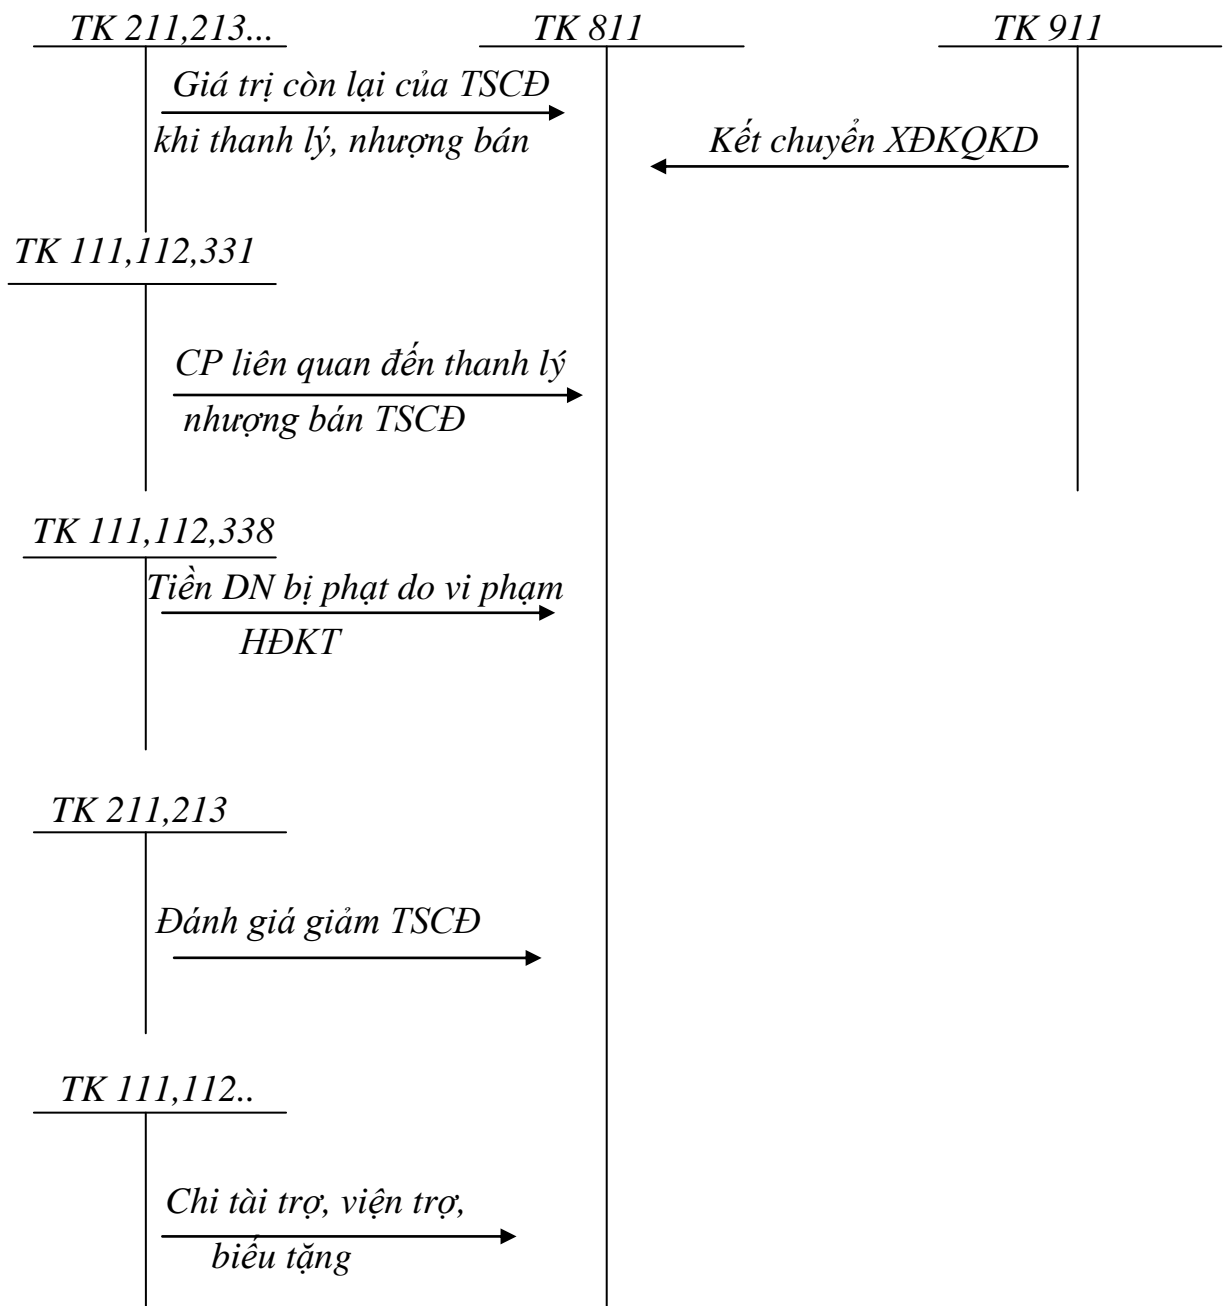 TK 211,213...
TK 811
TK 911
Giá trị còn lại của TSCĐ
khi thanh lý, nhượng bán
Kết chuyển XĐKQKD
TK 111,112,331
CP liên quan đến thanh lý
nhượng bán TSCĐ
TK 111,112,338
Tiền DN bị phạt do vi phạm
HĐKT
TK 211,213
Đánh giá giảm TSCĐ
TK 111,112..
Chi tài trợ, viện trợ,
biếu tặng